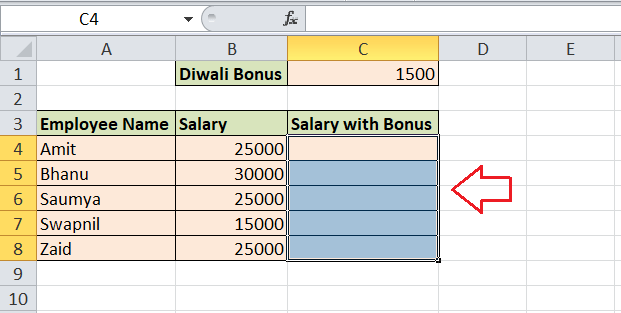 C4 fx
A B C D E
1 Diwali Bonus 1500
2
3 Employee Name Salary Salary with Bonus
4 Amit 25000
5 Bhanu 30000
6 Saumya 25000
7 Swapnil 15000
8 Zaid 25000
9
10